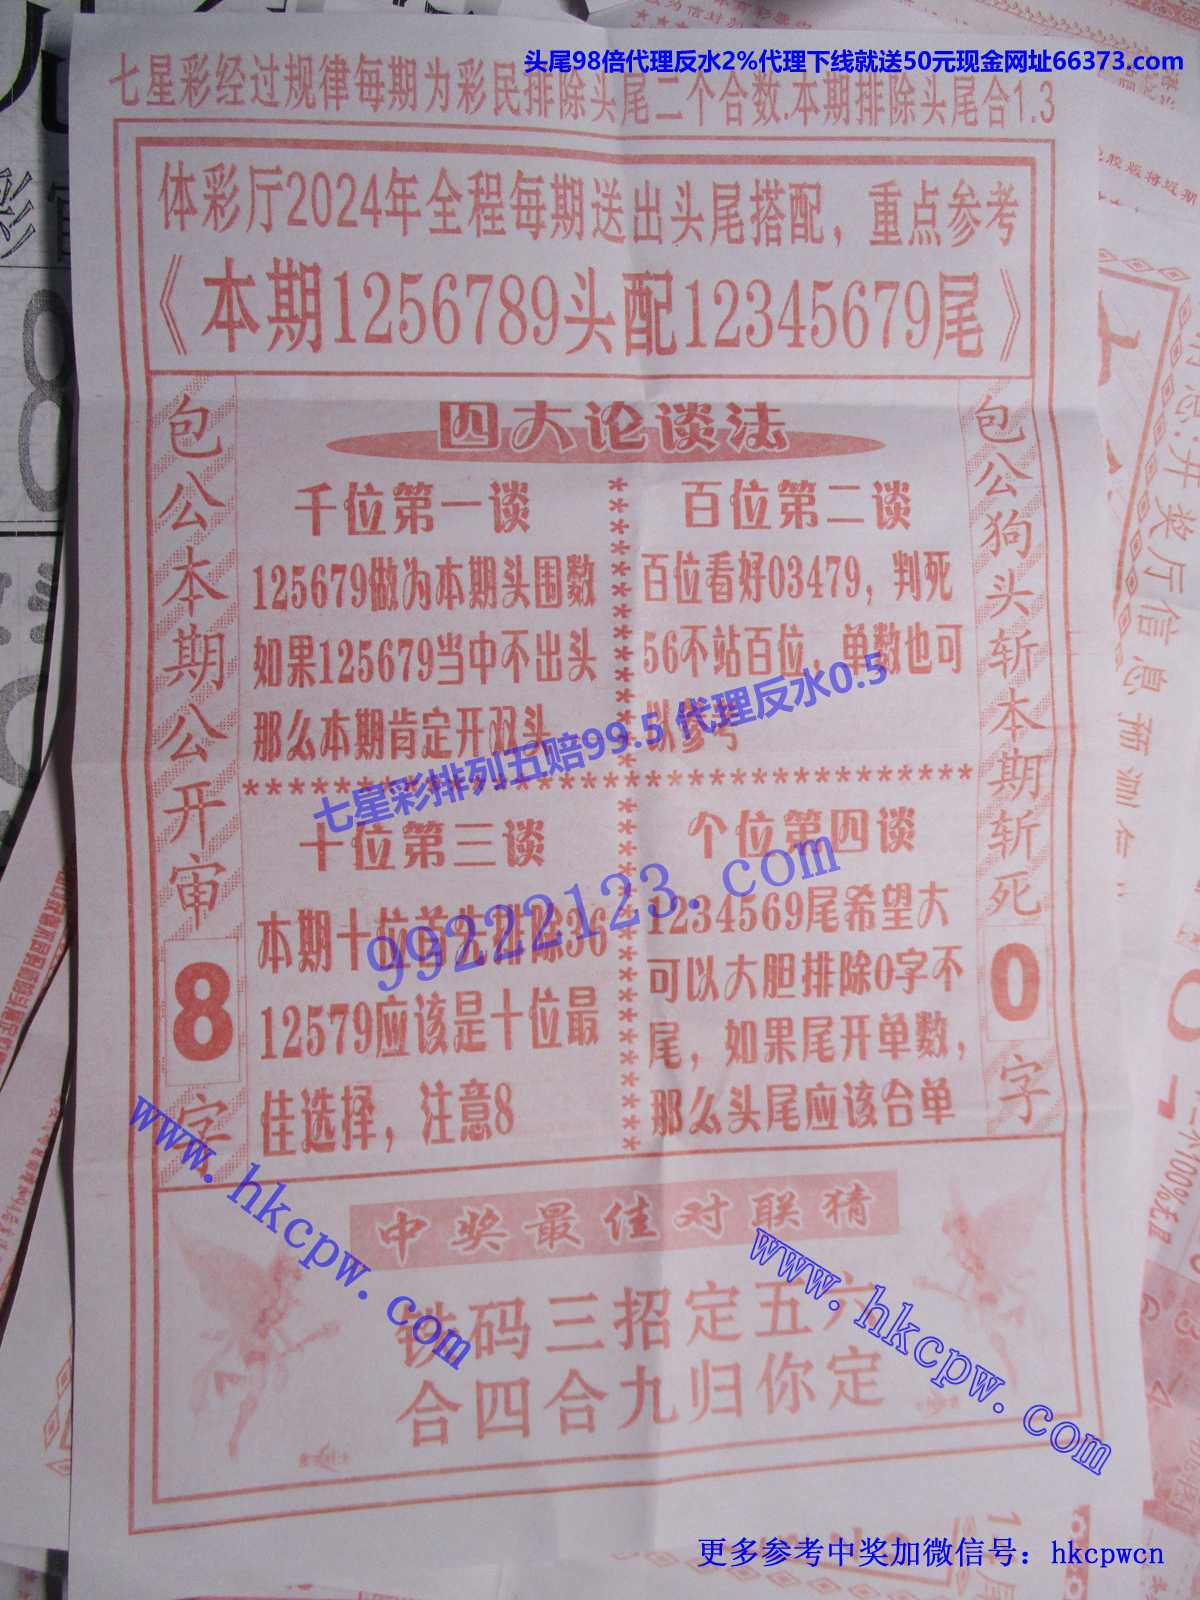 头尾98倍代理反水2%代理下线就送50元现金网址66373.com
七星彩经过规律每期为彩民排除头尾二个合数.本期排除头尾合1.3
体彩厅2024年全程每期送出头尾搭配，重点参考
《本期1256789头配12345679尾》
包公本期公开审8字
四大论谈法
千位第一谈
125679做为本期头围数
如果125679当中不出头
那么本期肯定开双头
百位第二谈
百位看好03479，判死
56不站百位，单数也可
以参考
包公狗头斩本期斩死0字
七星彩排列五赔99.5 代理反水0.5
99222123.com
十位第三谈
本期十位首先排除36
12579应该是十位最
佳选择，注意8
个位第四谈
1234569尾希望大
可以大胆排除0字不
尾，如果尾开单数，
那么头尾应该合单
中奖最佳对联猜
铁码三招定五六
合四合九归你定
www.hkcpw.com
www.hkcpw.com
更多参考中奖加微信号：hkcpwcn